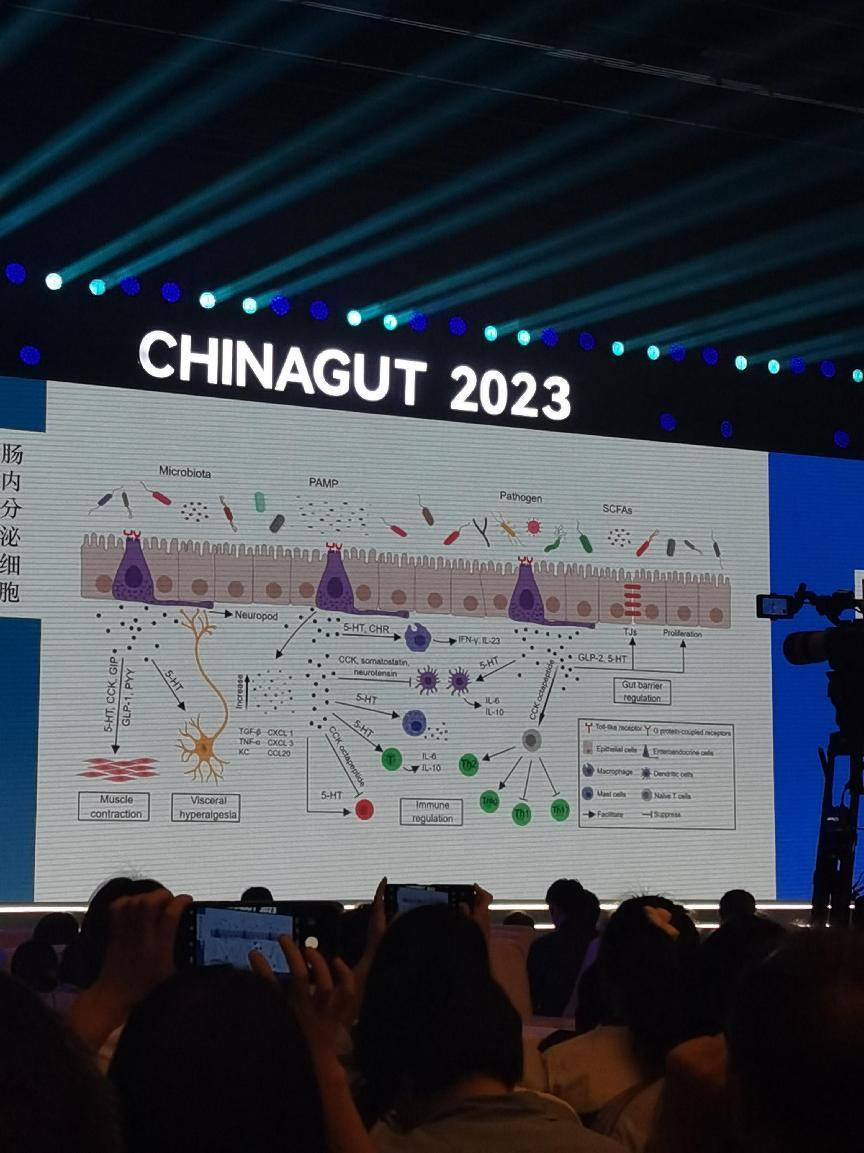 CHINAGUT 2023
肠
内
分
泌
细
胞
Microbiota
PAMP
Pathogen
SCFAs
Neuropod
TJs
Proliferation
5-HT, CCK, GIP
GLP-1, PYY
5-HT
Increase
5-HT, CHR
IFN-γ, IL-23
CCK, somatostatin,
neurotensin
5-HT
IL-6
IL-10
5-HT
5-HT
CCK octapeptide
CCK octapeptide
GLP-2, 5-HT
Gut barrier
regulation
TGF-β CXCL 1
TNF-α CXCL 3
KC CCL20
IL-6
IL-10
5-HT
Th2
Treg
Th1
Muscle
contraction
Visceral
hyperalgesia
Immune
regulation
Toll-like receptor
G protein-coupled receptors
Epithelial cells
Enteroendocrine cells
Macrophage
Dendritic cells
Mast cells
Naïve T cells
Facilitate
Suppress